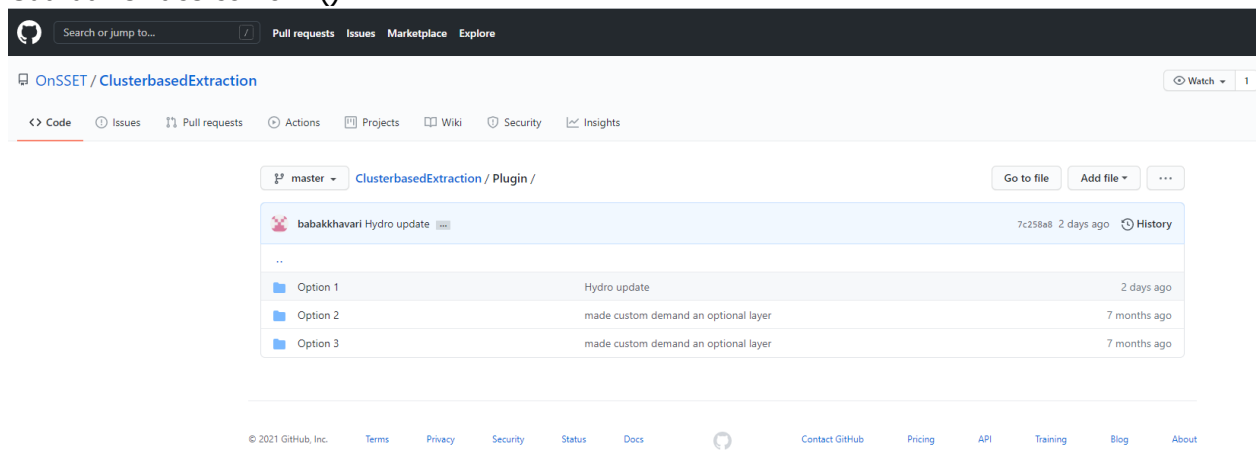 Search or jump to... /
Pull requests Issues Marketplace Explore
OnSSET / ClusterbasedExtraction
Watch 1
<> Code Issues Pull requests Actions Projects Wiki Security Insights
master ClusterbasedExtraction / Plugin / Go to file Add file ...
babakkhavari Hydro update ... 7c258a8 2 days ago History
..
Option 1 Hydro update 2 days ago
Option 2 made custom demand an optional layer 7 months ago
Option 3 made custom demand an optional layer 7 months ago
© 2021 GitHub, Inc. Terms Privacy Security Status Docs Contact GitHub Pricing API Training Blog About